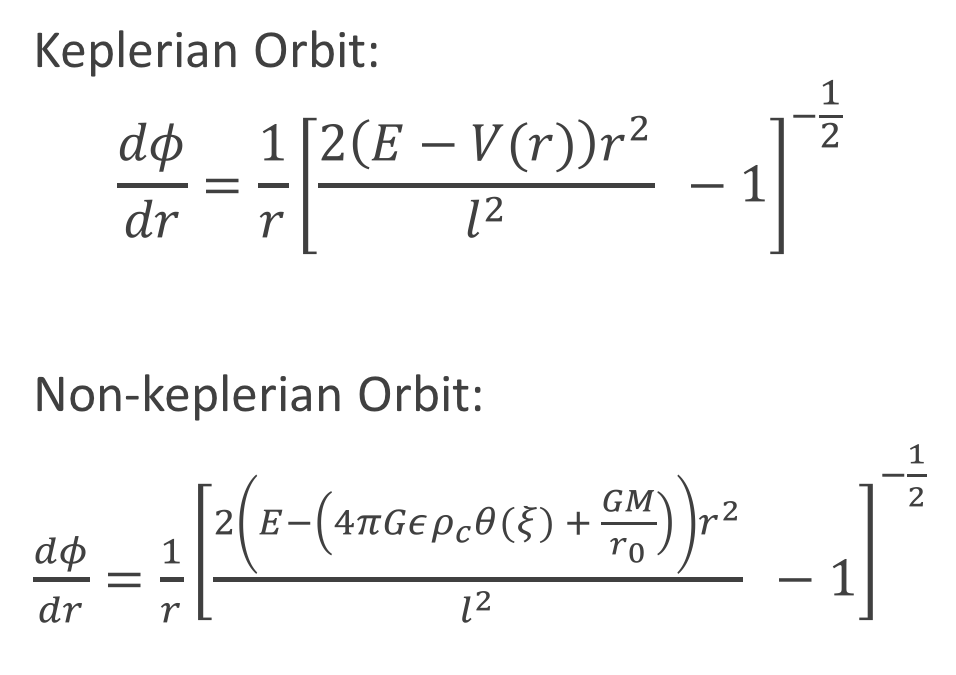 Keplerian Orbit:
dϕ/dr = 1/r [2(E − V(r))r²/l² − 1]^(−1/2)
Non-keplerian Orbit:
dϕ/dr = 1/r [2(E−(4πGϵρ_cθ(ξ) + GM/r₀))r²/l² − 1]^(−1/2)